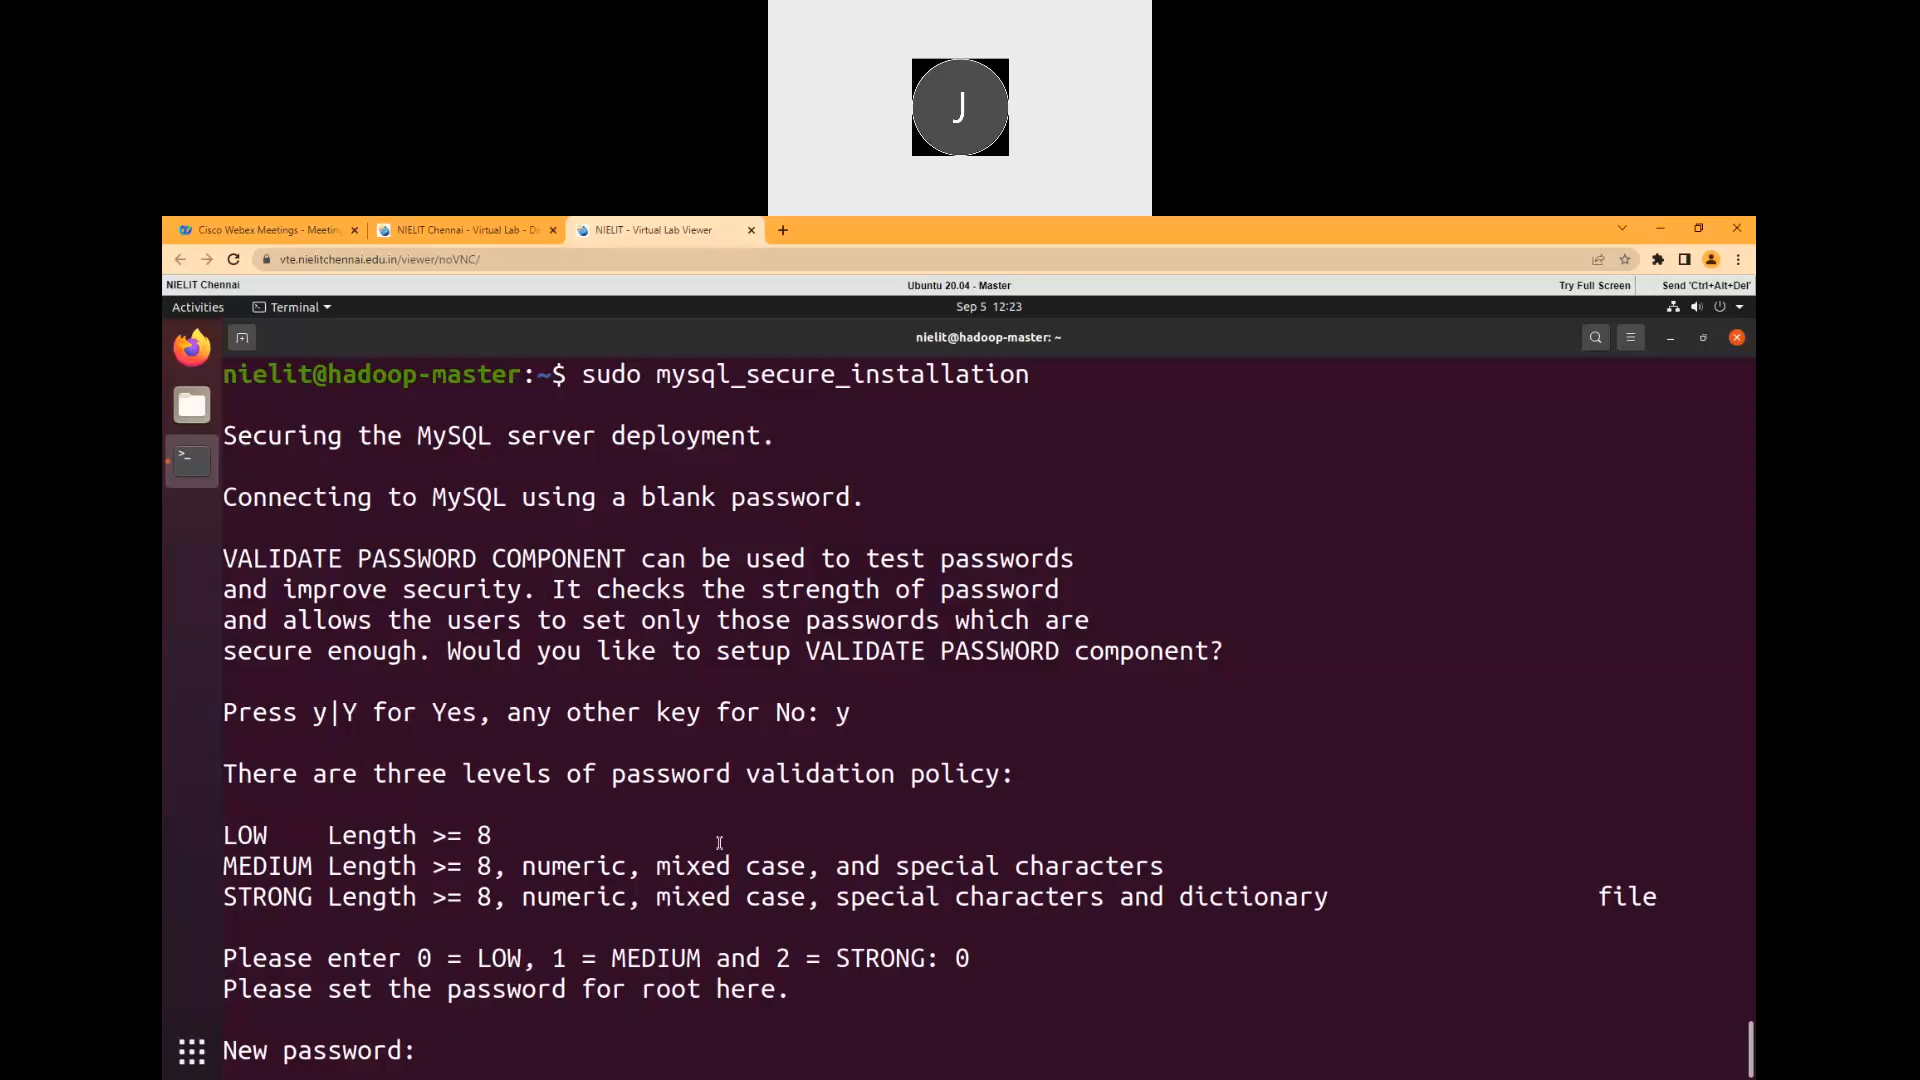 J
Cisco Webex Meetings - Meetin
NIELIT Chennai - Virtual Lab - De
NIELIT - Virtual Lab Viewer
vte.nielitchennai.edu.in/viewer/noVNC/
NIELIT Chennai
Ubuntu 20.04 - Master
Try Full Screen
Send 'Ctrl+Alt+Del'
Activities
Terminal
Sep 5 12:23
nielit@hadoop-master: ~
nielit@hadoop-master:~$ sudo mysql_secure_installation
Securing the MySQL server deployment.
Connecting to MySQL using a blank password.
VALIDATE PASSWORD COMPONENT can be used to test passwords
and improve security. It checks the strength of password
and allows the users to set only those passwords which are
secure enough. Would you like to setup VALIDATE PASSWORD component?
Press y|Y for Yes, any other key for No: y
There are three levels of password validation policy:
LOW    Length >= 8
MEDIUM Length >= 8, numeric, mixed case, and special characters
STRONG Length >= 8, numeric, mixed case, special characters and dictionary                  file
Please enter 0 = LOW, 1 = MEDIUM and 2 = STRONG: 0
Please set the password for root here.
New password: